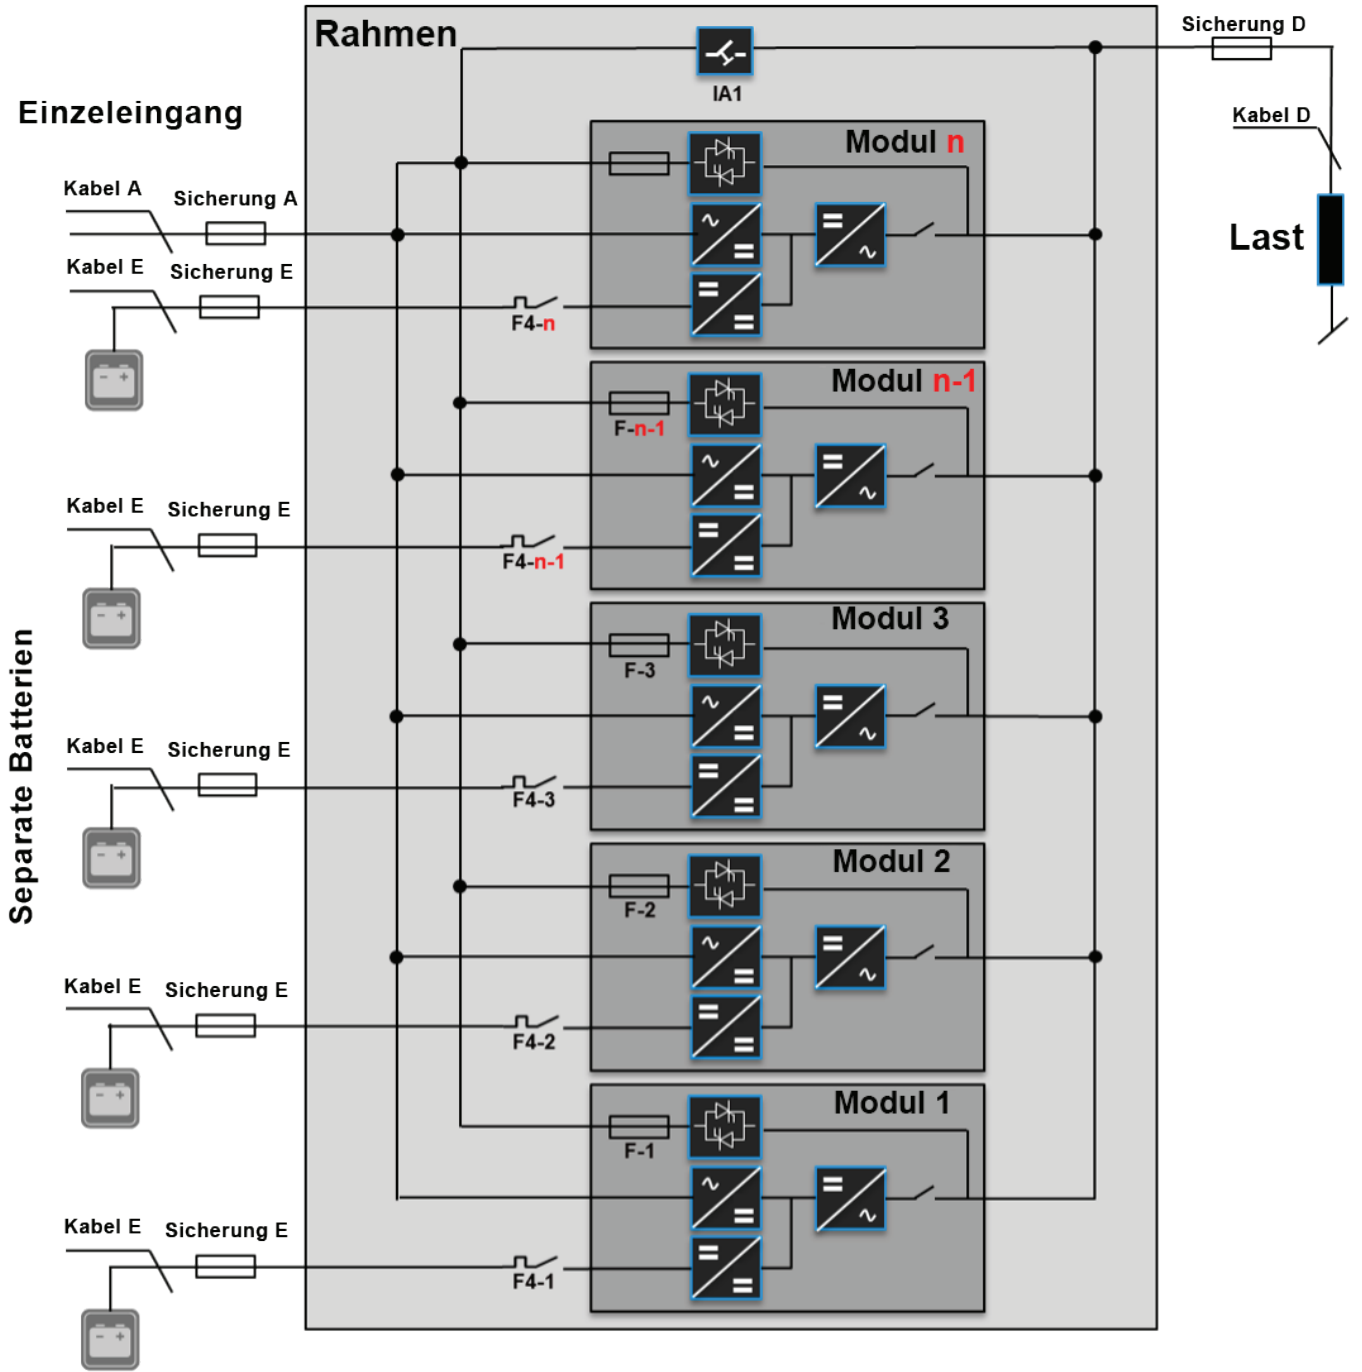 Rahmen
IA1
Sicherung D
Kabel D
Last
Einzeleingang
Kabel A
Sicherung A
Kabel E
Sicherung E
F4-n
Modul n
Modul n-1
F-n-1
Kabel E
Sicherung E
F4-n-1
Modul 3
F-3
Separate Batterien
Kabel E
Sicherung E
F4-3
Modul 2
F-2
Kabel E
Sicherung E
F4-2
Modul 1
F-1
Kabel E
Sicherung E
F4-1